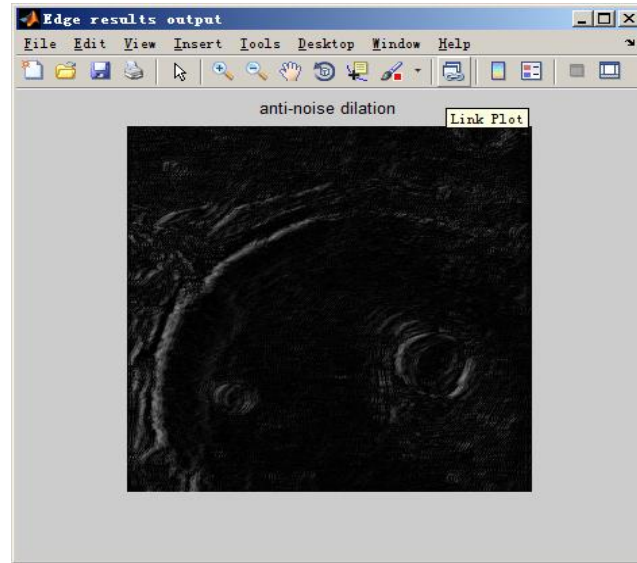 Edge results output
File Edit View Insert Tools Desktop Window Help
anti-noise dilation
Link Plot